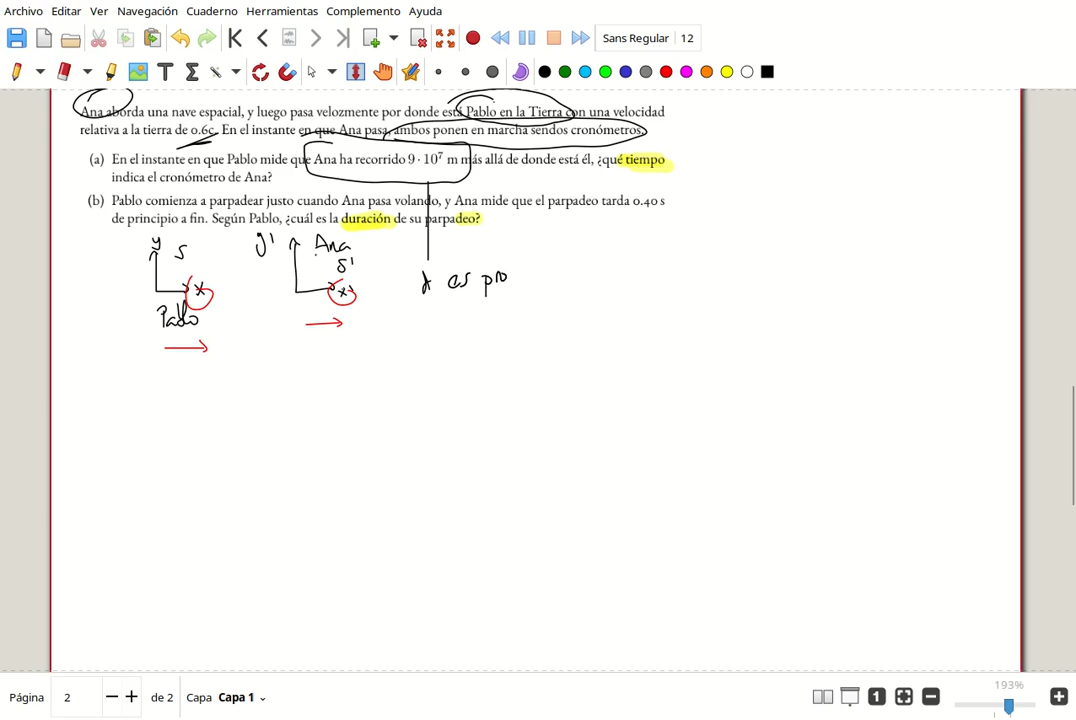 Archivo Editar Ver Navegación Cuaderno Herramientas Complemento Ayuda
Sans Regular 12
Ana aborda una nave espacial, y luego pasa velozmente por donde está Pablo en la Tierra con una velocidad
relativa a la tierra de 0.6c. En el instante en que Ana pasa, ambos ponen en marcha sendos cronómetros.
(a) En el instante en que Pablo mide que Ana ha recorrido 9 · 10⁷ m más allá de donde está él, ¿qué tiempo
indica el cronómetro de Ana?
(b) Pablo comienza a parpadear justo cuando Ana pasa volando, y Ana mide que el parpadeo tarda 0.40 s
de principio a fin. Según Pablo, ¿cuál es la duración de su parpadeo?
y S y' Ana
S'
x x' es pro
Pablo
Página 2 de 2 Capa Capa 1
193%